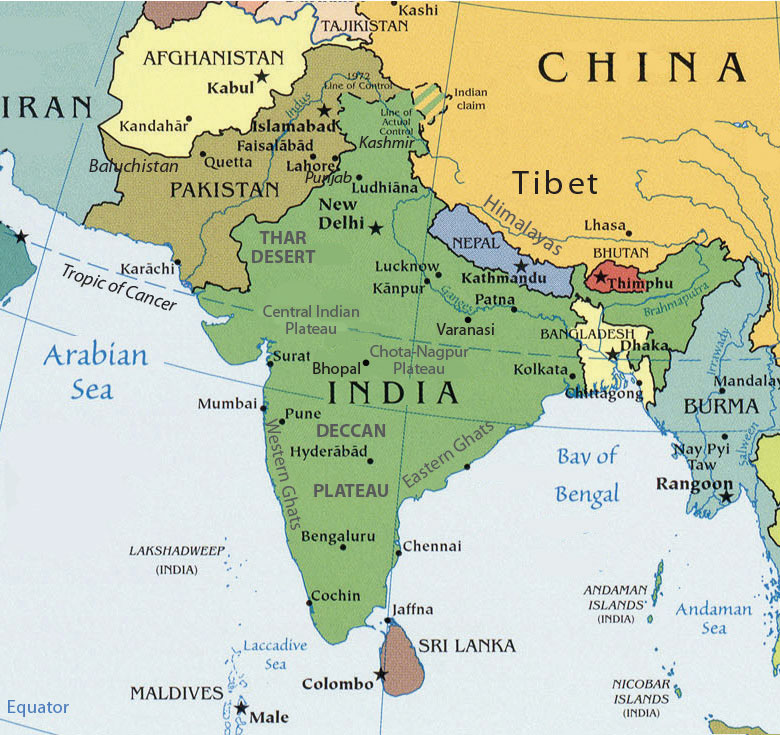 Kashi
TAJIKISTAN
AFGHANISTAN
CHINA
Kabul
1972
Line of Control
Indian
claim
IRAN
Indus
Line of
Actual
Control
Kandahār
Islamabad
Faisalābād
Kashmir
Baluchistan
Quetta
Lahore
Punjab
PAKISTAN
Ludhiāna
Tibet
New
Delhi
Himalayas
Lhasa
THAR
DESERT
NEPAL
BHUTAN
Karāchi
Lucknow
Kathmandu
Thimphu
Tropic of Cancer
Kānpur
Ganges
Patna
Brahmaputra
Central Indian
Plateau
Varanasi
BANGLADESH
Dhaka
Irrawady
Arabian
Sea
Surat
Bhopal
Chota-Nagpur
Plateau
Kolkata
Chittagong
Mandalay
INDIA
Mumbai
Pune
BURMA
Western Ghats
DECCAN
Eastern Ghats
Hyderābād
Bay of
Bengal
Nay Pyi
Taw
Salween
PLATEAU
Rangoon
Bengaluru
Chennai
LAKSHADWEEP
(INDIA)
Cochin
Jaffna
ANDAMAN
ISLANDS
(INDIA)
Andaman
Sea
Laccadive
Sea
SRI LANKA
Colombo
MALDIVES
Male
NICOBAR
ISLANDS
(INDIA)
Equator